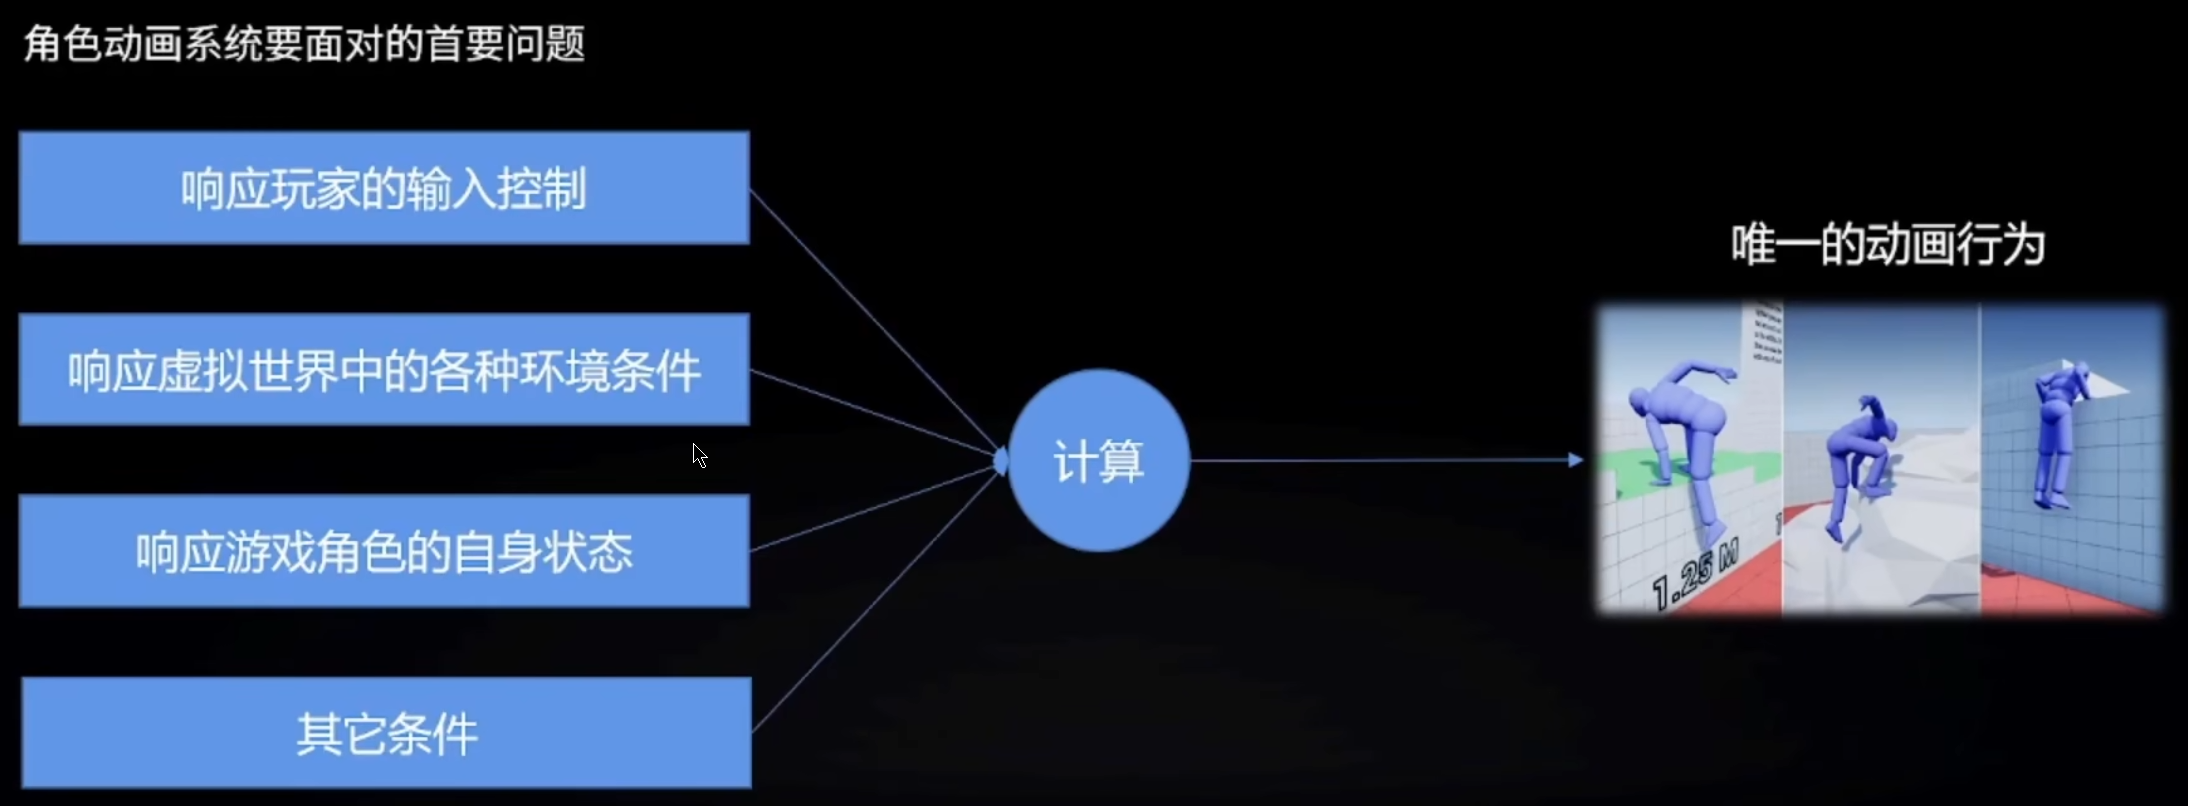 角色动画系统要面对的首要问题
响应玩家的输入控制
响应虚拟世界中的各种环境条件
响应游戏角色的自身状态
其它条件
计算
唯一的动画行为
1.25 M